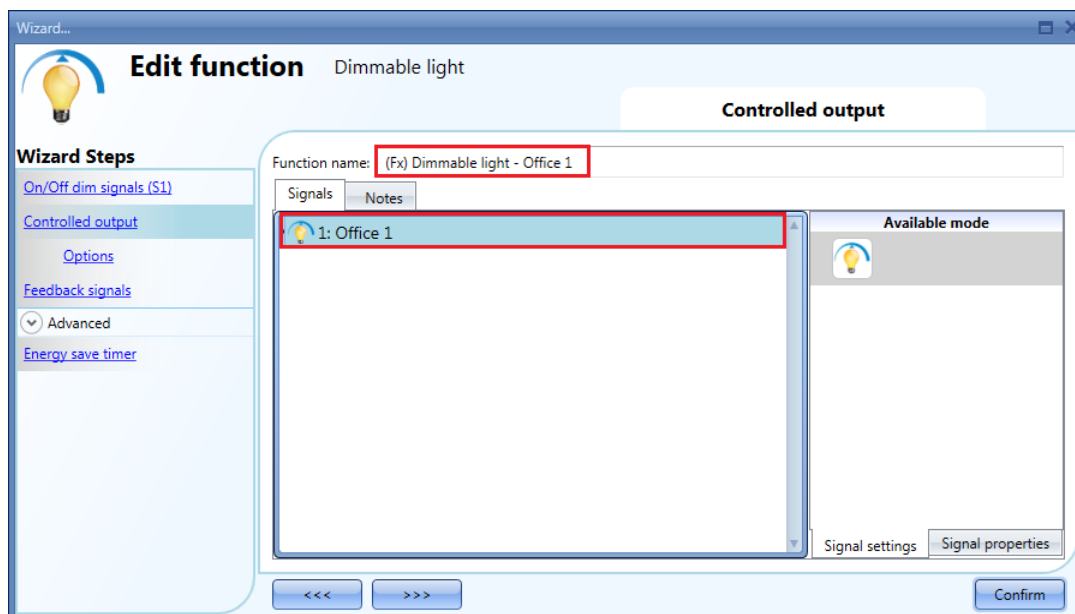 Wizard...
Edit function Dimmable light
Controlled output
Wizard Steps
On/Off dim signals (S1)
Controlled output
Options
Feedback signals
Advanced
Energy save timer
Function name: (Fx) Dimmable light - Office 1
Signals Notes
1: Office 1
Available mode
Signal settings Signal properties
<<< >>> Confirm